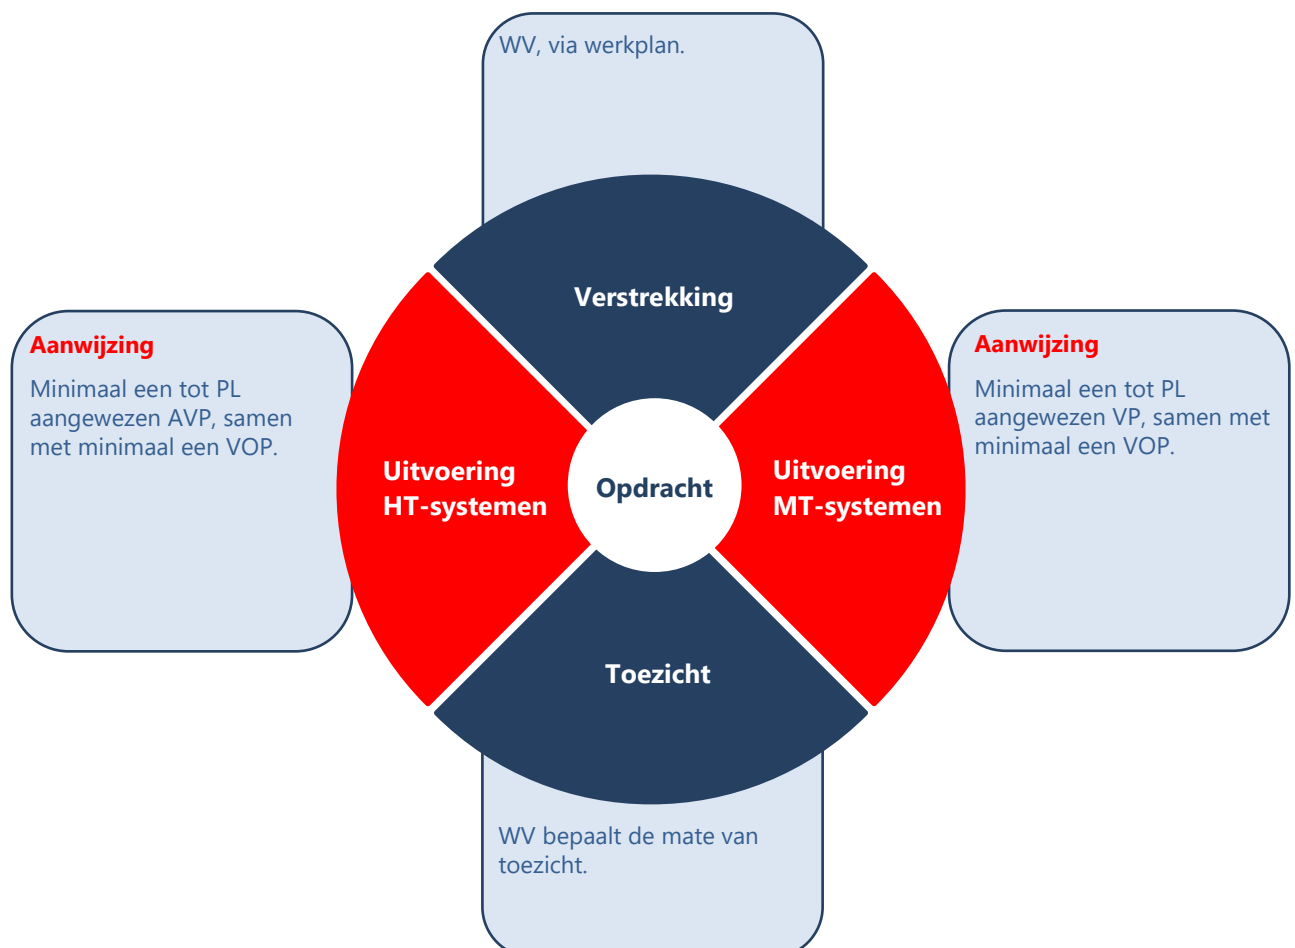 WV, via werkplan.
Verstrekking
Aanwijzing
Minimaal een tot PL
aangewezen AVP, samen
met minimaal een VOP.
Uitvoering
HT-systemen
Opdracht
Uitvoering
MT-systemen
Aanwijzing
Minimaal een tot PL
aangewezen VP, samen met
minimaal een VOP.
Toezicht
WV bepaalt de mate van
toezicht.